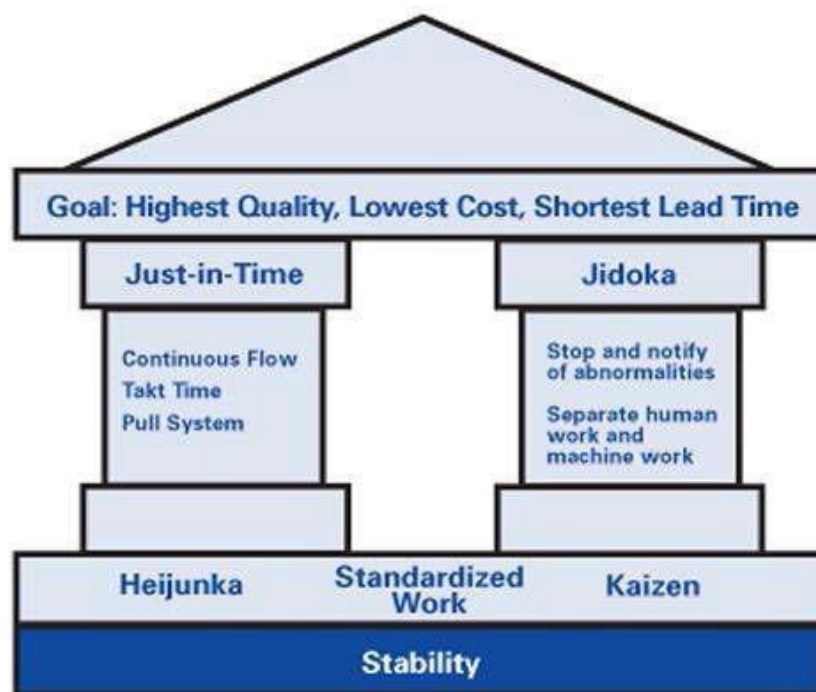 Goal: Highest Quality, Lowest Cost, Shortest Lead Time
Just-in-Time
Continuous Flow
Takt Time
Pull System
Jidoka
Stop and notify
of abnormalities
Separate human
work and
machine work
Heijunka
Standardized
Work
Kaizen
Stability